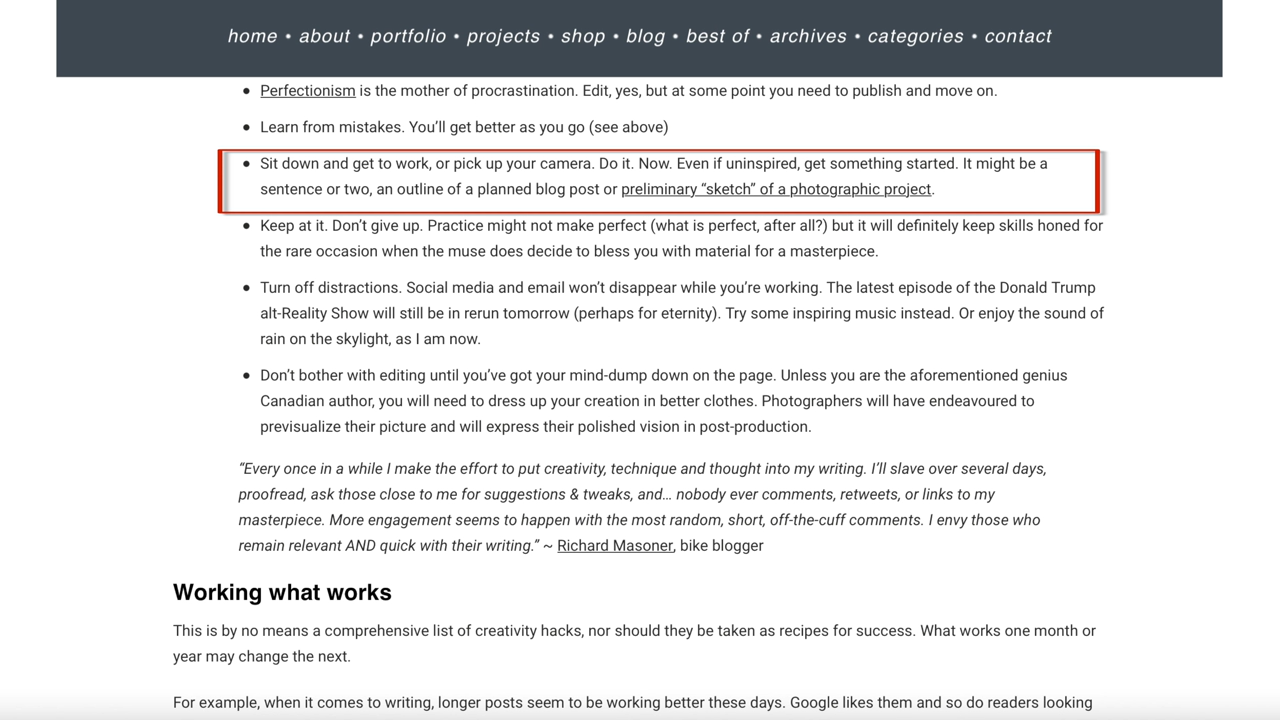 home • about • portfolio • projects • shop • blog • best of • archives • categories • contact
• Perfectionism is the mother of procrastination. Edit, yes, but at some point you need to publish and move on.
• Learn from mistakes. You’ll get better as you go (see above)
• Sit down and get to work, or pick up your camera. Do it. Now. Even if uninspired, get something started. It might be a
sentence or two, an outline of a planned blog post or preliminary “sketch” of a photographic project.
• Keep at it. Don’t give up. Practice might not make perfect (what is perfect, after all?) but it will definitely keep skills honed for
the rare occasion when the muse does decide to bless you with material for a masterpiece.
• Turn off distractions. Social media and email won’t disappear while you’re working. The latest episode of the Donald Trump
alt-Reality Show will still be in rerun tomorrow (perhaps for eternity). Try some inspiring music instead. Or enjoy the sound of
rain on the skylight, as I am now.
• Don’t bother with editing until you’ve got your mind-dump down on the page. Unless you are the aforementioned genius
Canadian author, you will need to dress up your creation in better clothes. Photographers will have endeavoured to
previsualize their picture and will express their polished vision in post-production.
“Every once in a while I make the effort to put creativity, technique and thought into my writing. I’ll slave over several days,
proofread, ask those close to me for suggestions & tweaks, and… nobody ever comments, retweets, or links to my
masterpiece. More engagement seems to happen with the most random, short, off-the-cuff comments. I envy those who
remain relevant AND quick with their writing.” ~ Richard Masoner, bike blogger
Working what works
This is by no means a comprehensive list of creativity hacks, nor should they be taken as recipes for success. What works one month or
year may change the next.
For example, when it comes to writing, longer posts seem to be working better these days. Google likes them and so do readers looking